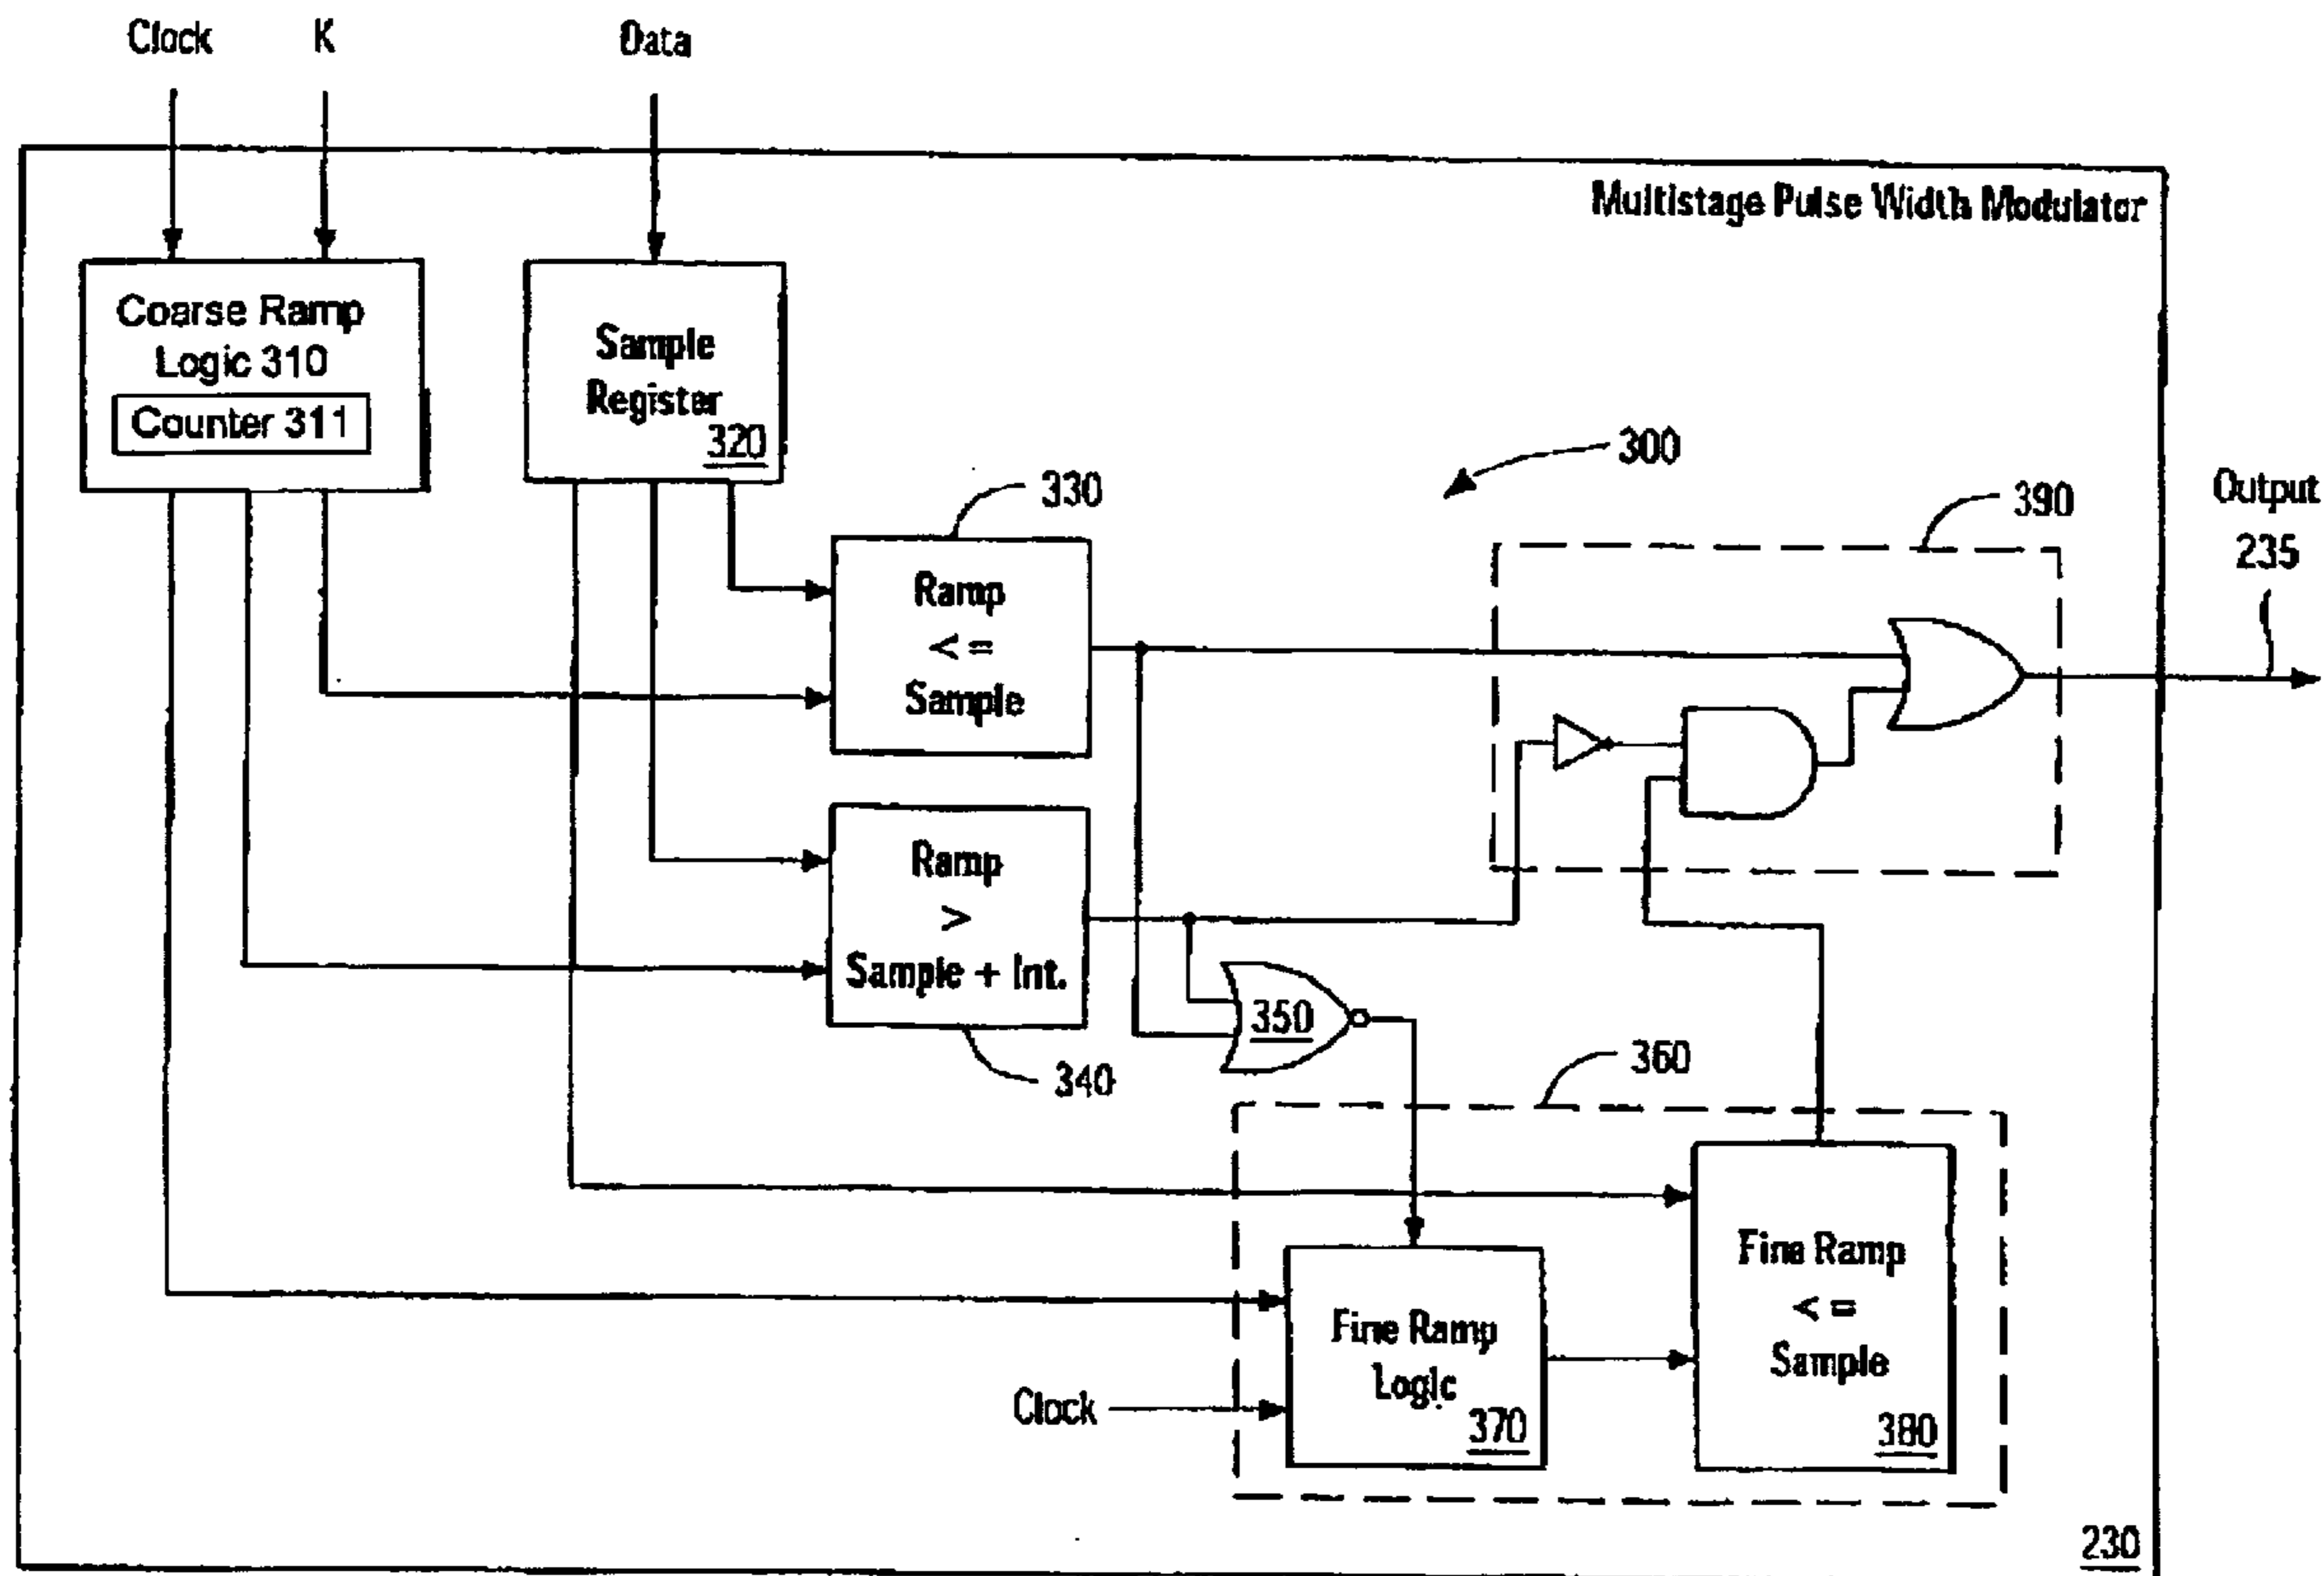 Clock
K
Data
Multistage Pulse Width Modulator
Coarse Ramp
Logic 310
Counter 311
Sample
Register
320
300
330
390
Output
235
Ramp
< =
Sample
Ramp
>
Sample + Int.
340
350
360
Fine Ramp
Logic
370
Clock
Fine Ramp
< =
Sample
380
230